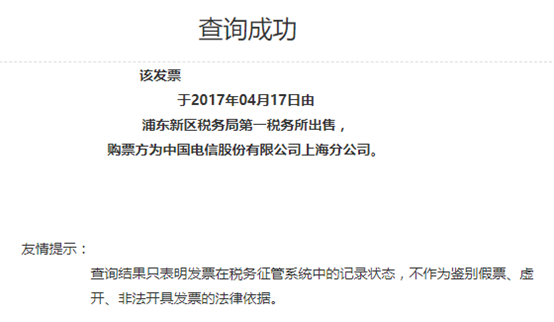 查询成功
该发票
于2017年04月17日由
浦东新区税务局第一税务所出售，
购票方为中国电信股份有限公司上海分公司。
友情提示：
查询结果只表明发票在税务征管系统中的记录状态，不作为鉴别假票、虚
开、非法开具发票的法律依据。